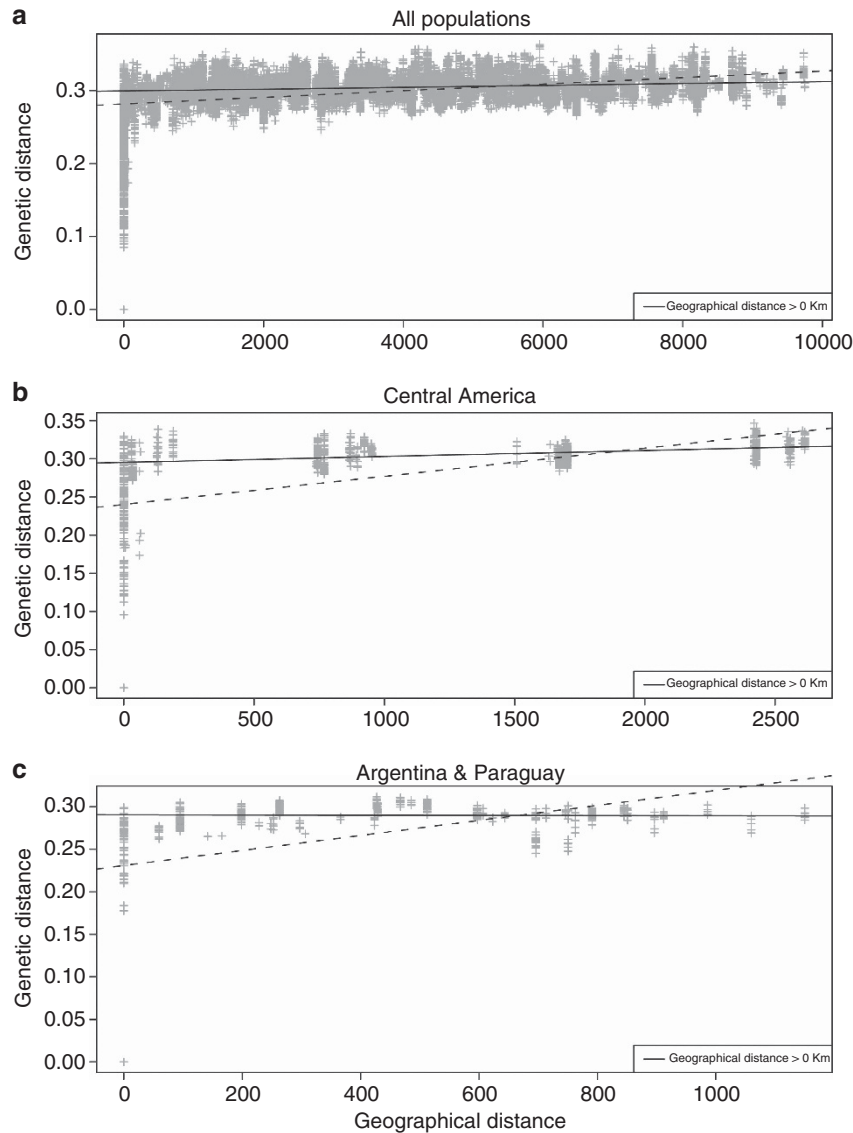 a
All populations
Genetic distance
0.3
0.2
0.1
0.0
Geographical distance > 0 Km
0 2000 4000 6000 8000 10000
b
Central America
Genetic distance
0.35
0.30
0.25
0.20
0.15
0.10
0.05
0.00
Geographical distance > 0 Km
0 500 1000 1500 2000 2500
c
Argentina & Paraguay
Genetic distance
0.30
0.25
0.20
0.15
0.10
0.05
0.00
Geographical distance > 0 Km
0 200 400 600 800 1000
Geographical distance